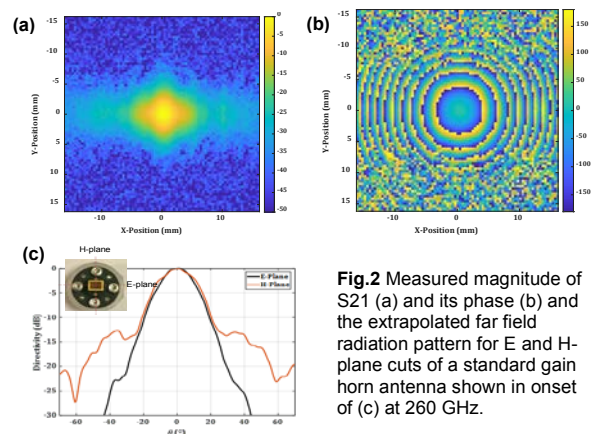 (a)
-15
-5
0
5
10
15
-10
0
10
X-Position (mm)
Y-Position (mm)
0
-5
-10
-15
-20
-25
-30
-35
-40
-45
-50
(b)
-15
-5
0
5
10
15
-10
0
10
X-Position (mm)
Y-Position (mm)
150
100
50
0
-50
-100
-150
(c)
H-plane
E-plane
E-Plane
H-Plane
0
-5
-10
-15
-20
-25
-30
Directivity (dB)
-60
-40
-20
0
20
40
60
Fig.2 Measured magnitude of
S21 (a) and its phase (b) and
the extrapolated far field
radiation pattern for E and H-
plane cuts of a standard gain
horn antenna shown in onset
of (c) at 260 GHz.